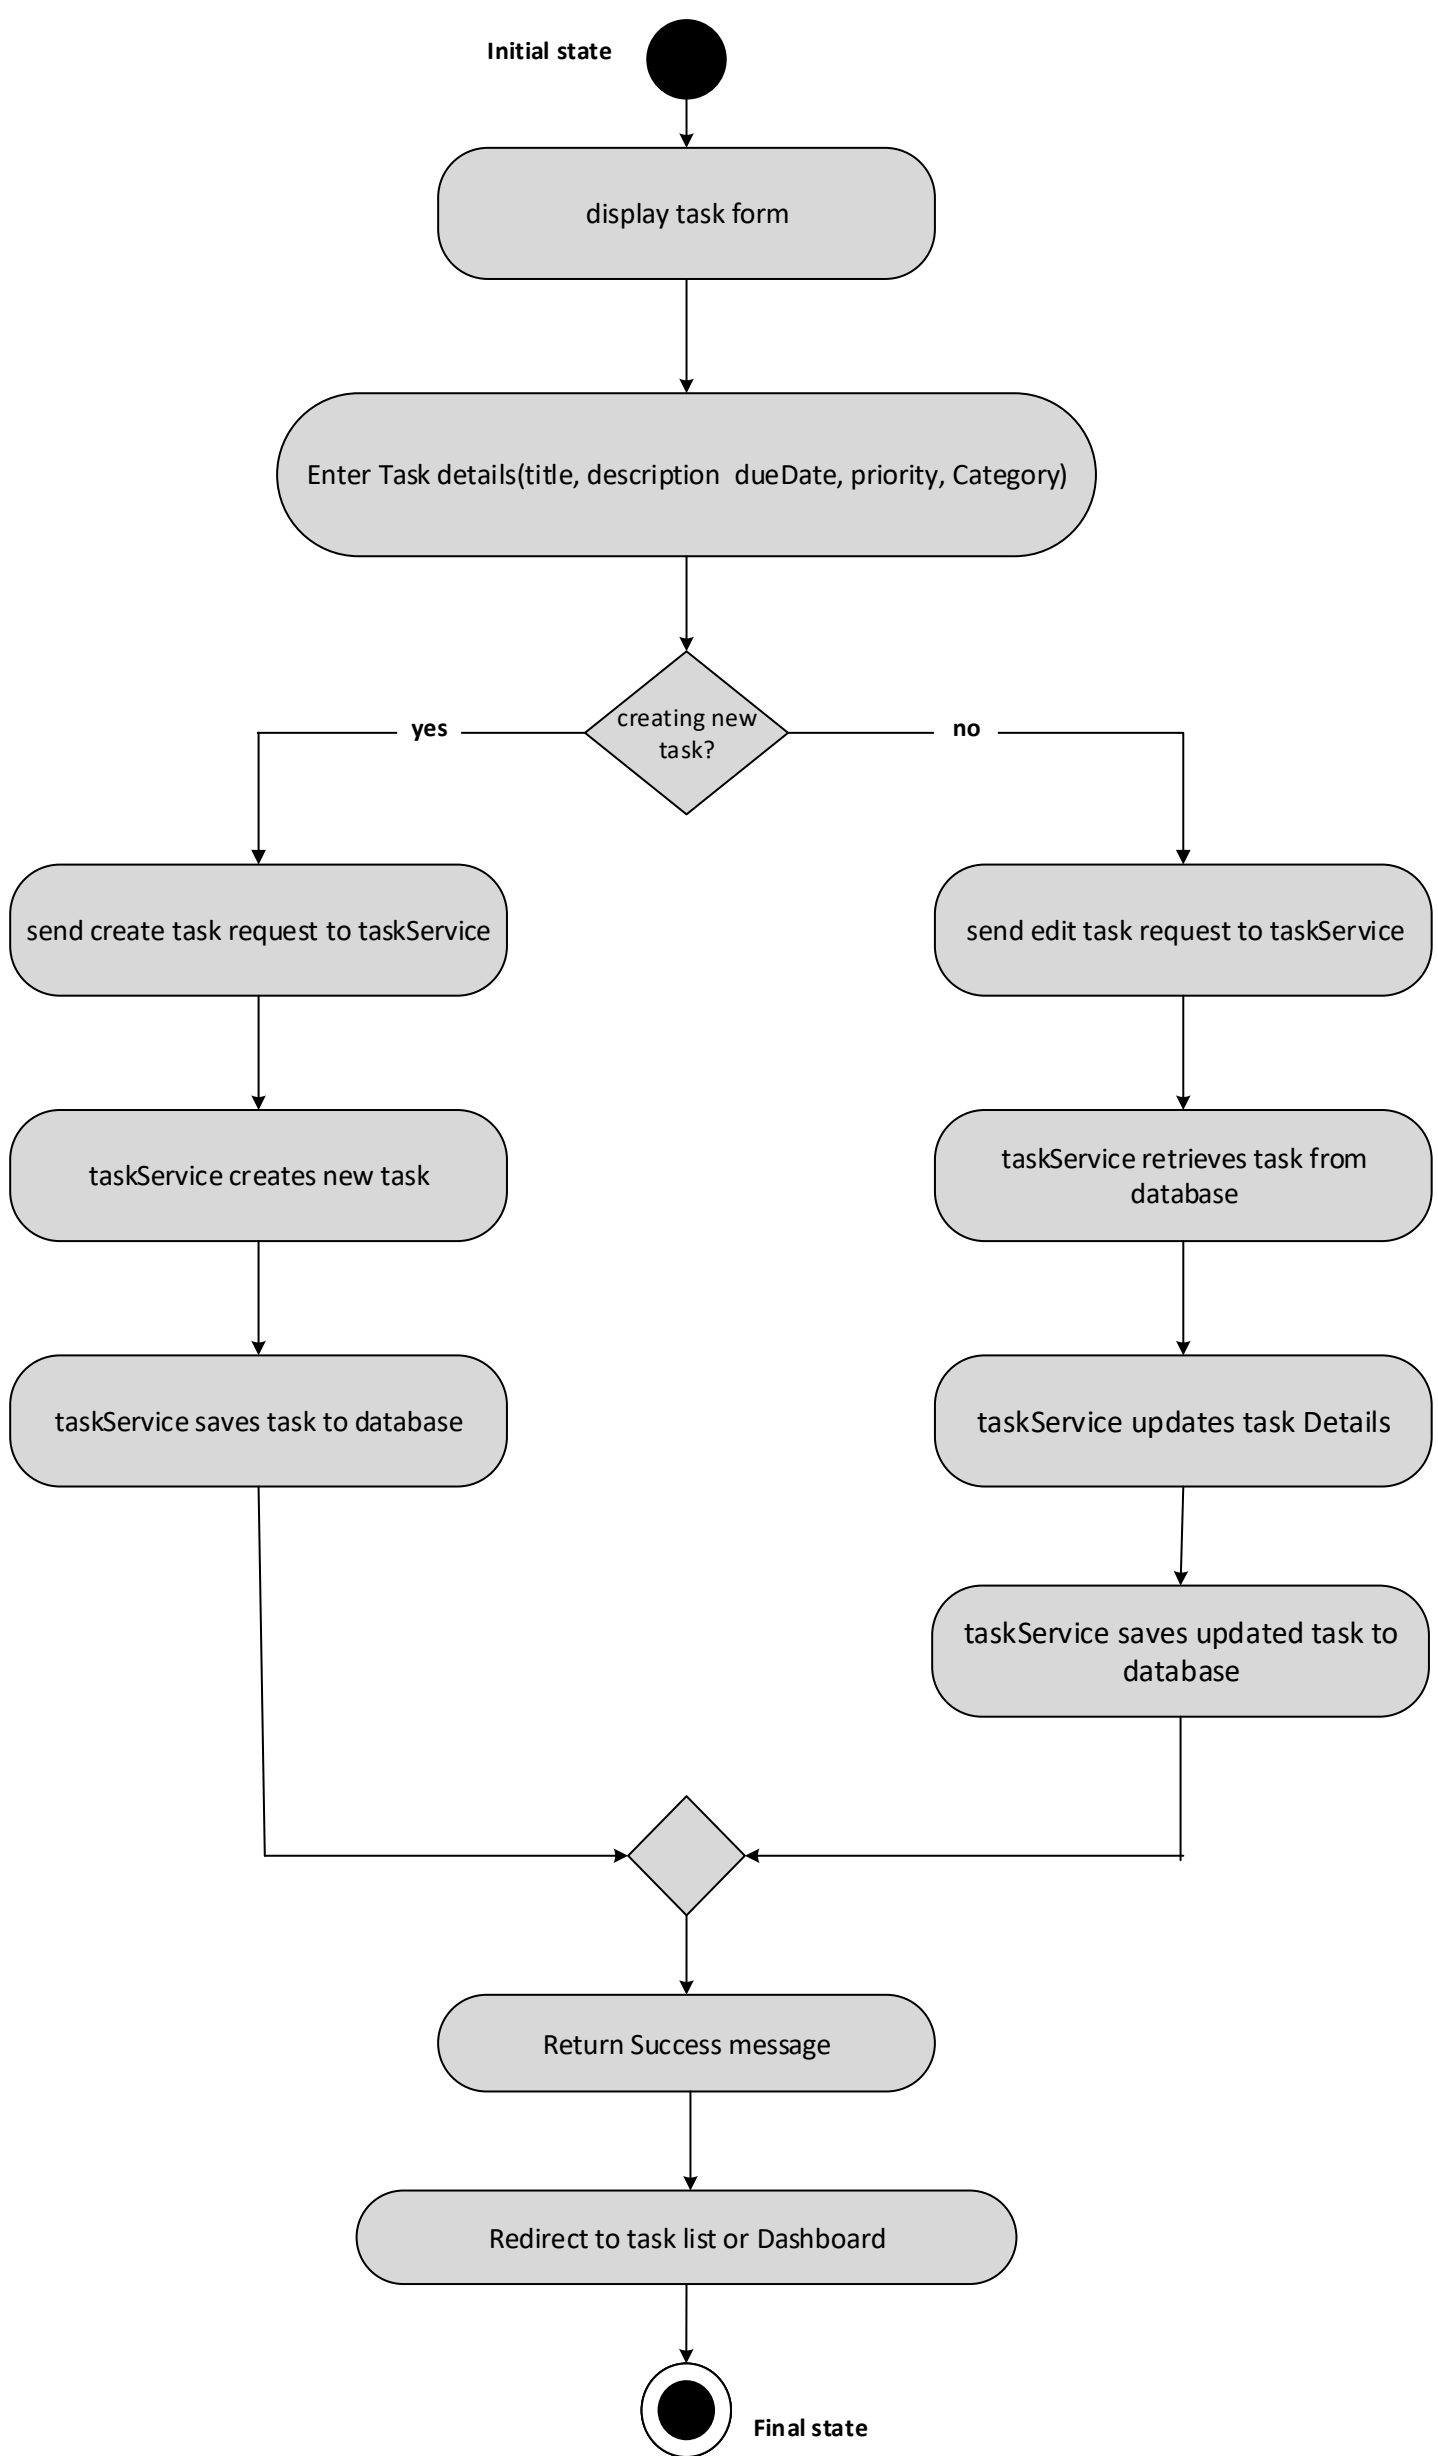 Initial state
display task form
Enter Task details(title, description dueDate, priority, Category)
creating new
task?
yes
no
send create task request to taskService
send edit task request to taskService
taskService creates new task
taskService retrieves task from
database
taskService saves task to database
taskService updates task Details
taskService saves updated task to
database
Return Success message
Redirect to task list or Dashboard
Final state